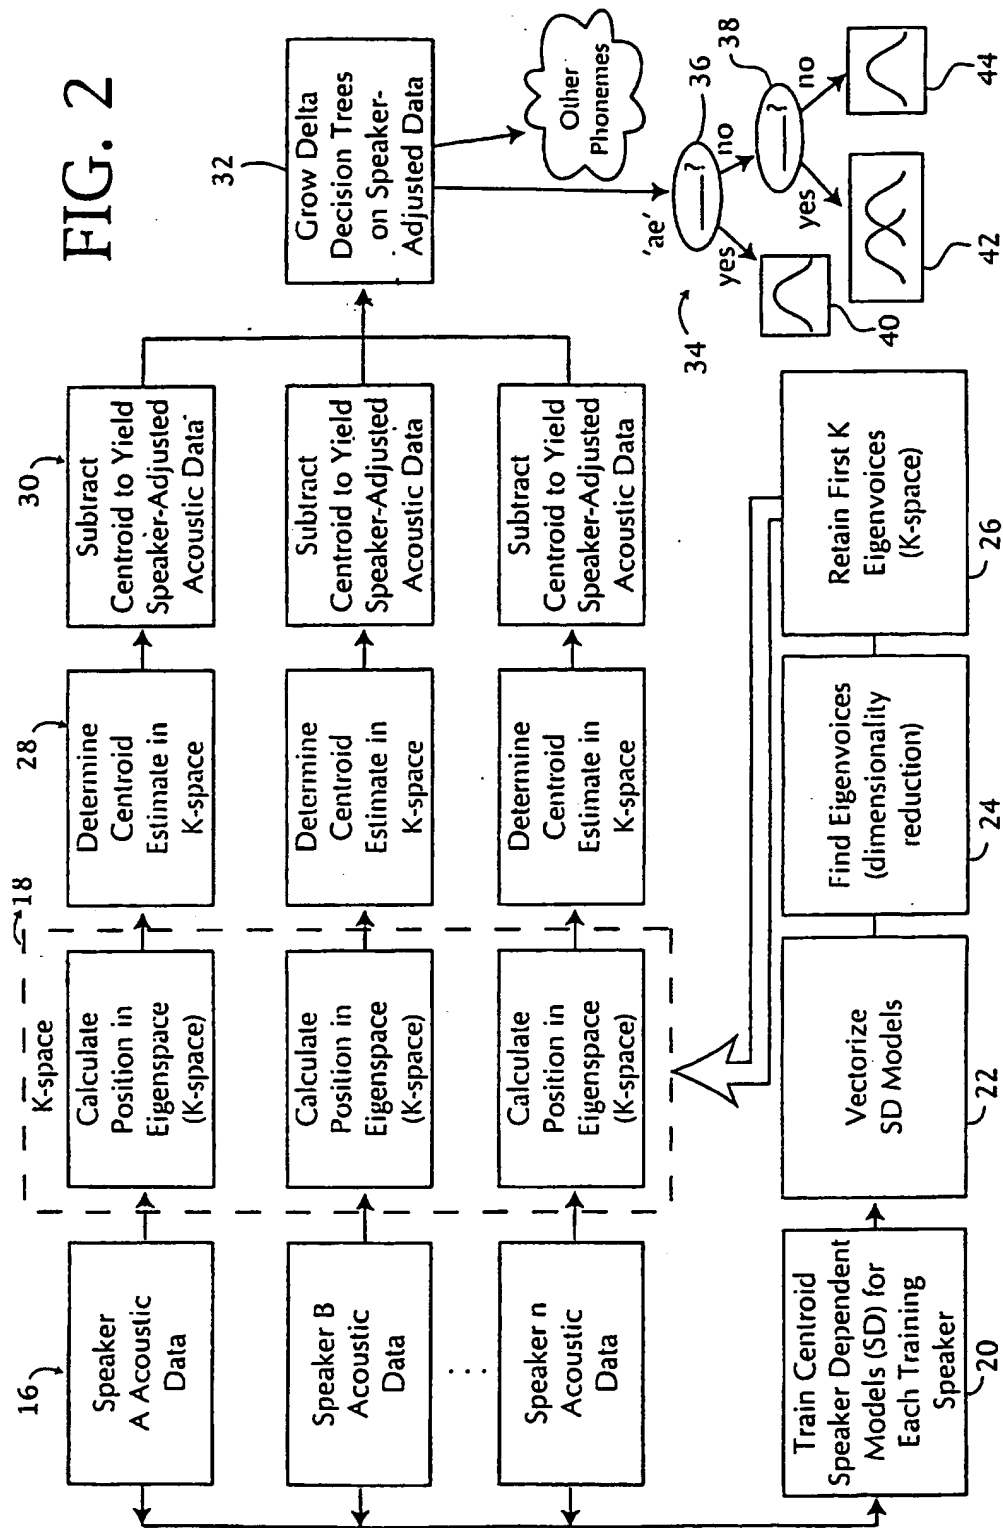 FIG. 2
16
Speaker
A Acoustic
Data
Speaker B
Acoustic
Data
. . . . .
Speaker n
Acoustic
Data
K-space
18
Calculate
Position in
Eigenspace
(K-space)
Calculate
Position in
Eigenspace
(K-space)
Calculate
Position in
Eigenspace
(K-space)
28
Determine
Centroid
Estimate in
K-space
Determine
Centroid
Estimate in
K-space
Determine
Centroid
Estimate in
K-space
30
Subtract
Centroid to Yield
Speaker-Adjusted
Acoustic Data
Subtract
Centroid to Yield
Speaker-Adjusted
Acoustic Data
Subtract
Centroid to Yield
Speaker-Adjusted
Acoustic Data
32
Grow Delta
Decision Trees
on Speaker-
Adjusted Data
Other
Phonemes
'ae'
34
?
36
yes
no
?
38
yes
no
40
42
44
Train Centroid
Speaker Dependent
Models (SD) for
Each Training
Speaker
20
Vectorize
SD Models
22
Find Eigenvoices
(dimensionality
reduction)
24
Retain First K
Eigenvoices
(K-space)
26